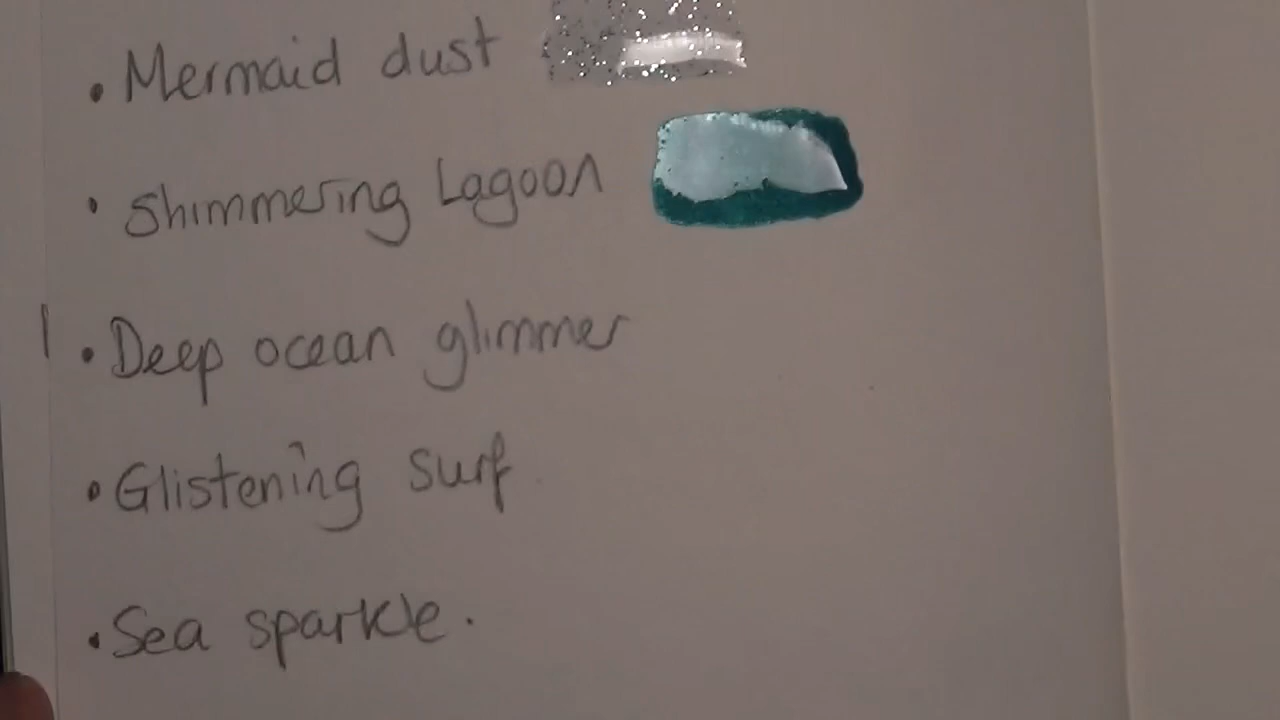 • Mermaid dust
• Shimmering Lagoon
• Deep ocean glimmer
• Glistening surf
• Sea sparkle.